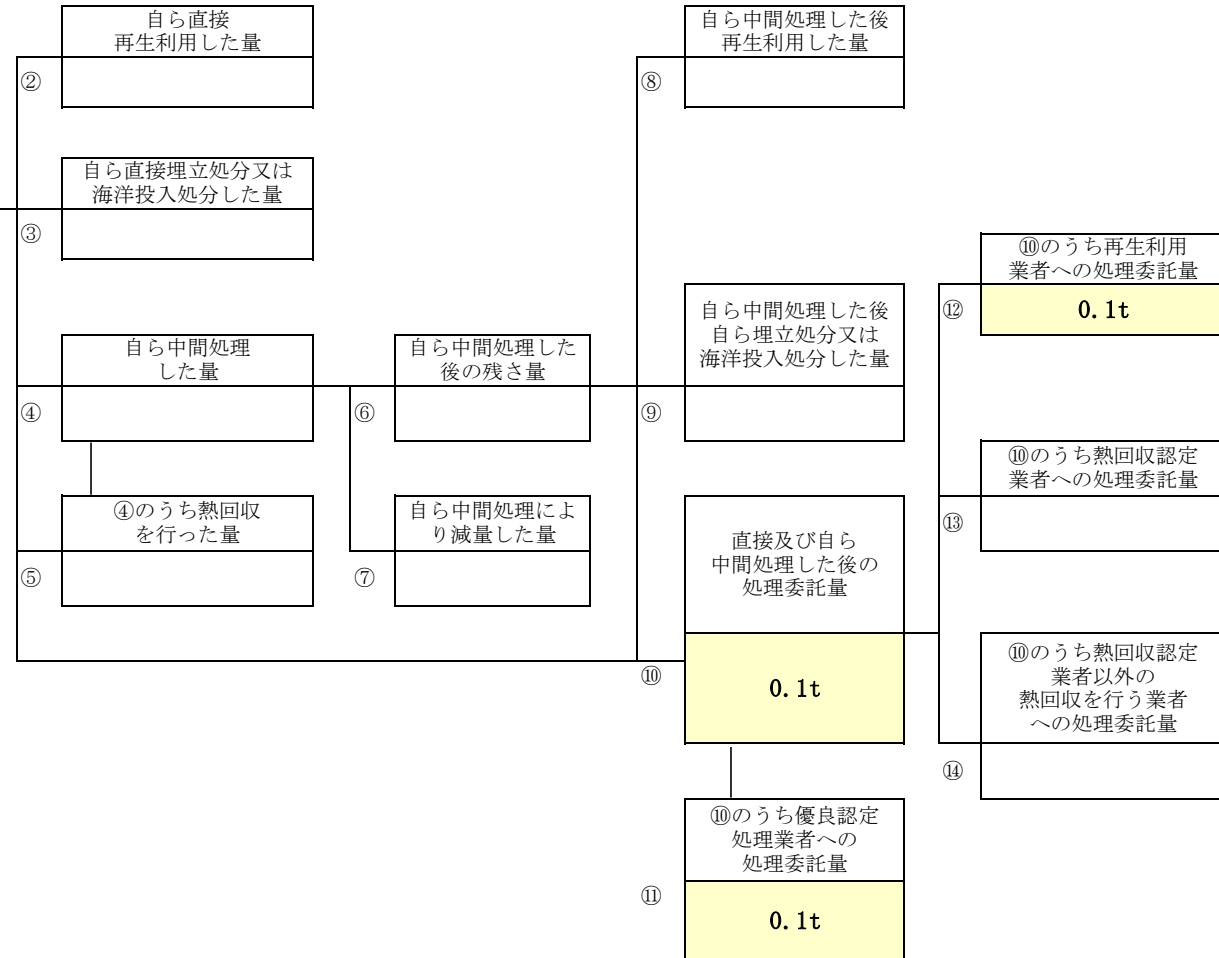 自ら直接
再生利用した量
②
自ら直接埋立処分又は
海洋投入処分した量
③
自ら中間処理
した量
④
④のうち熱回収
を行った量
⑤
自ら中間処理した
後の残さ量
⑥
自ら中間処理によ
り減量した量
⑦
自ら中間処理した後
再生利用した量
⑧
自ら中間処理した後
自ら埋立処分又は
海洋投入処分した量
⑨
直接及び自ら
中間処理した後の
処理委託量
⑩
0.1t
⑩のうち優良認定
処理業者への
処理委託量
⑪
0.1t
⑩のうち再生利用
業者への処理委託量
⑫
0.1t
⑩のうち熱回収認定
業者への処理委託量
⑬
⑩のうち熱回収認定
業者以外の
熱回収を行う業者
への処理委託量
⑭